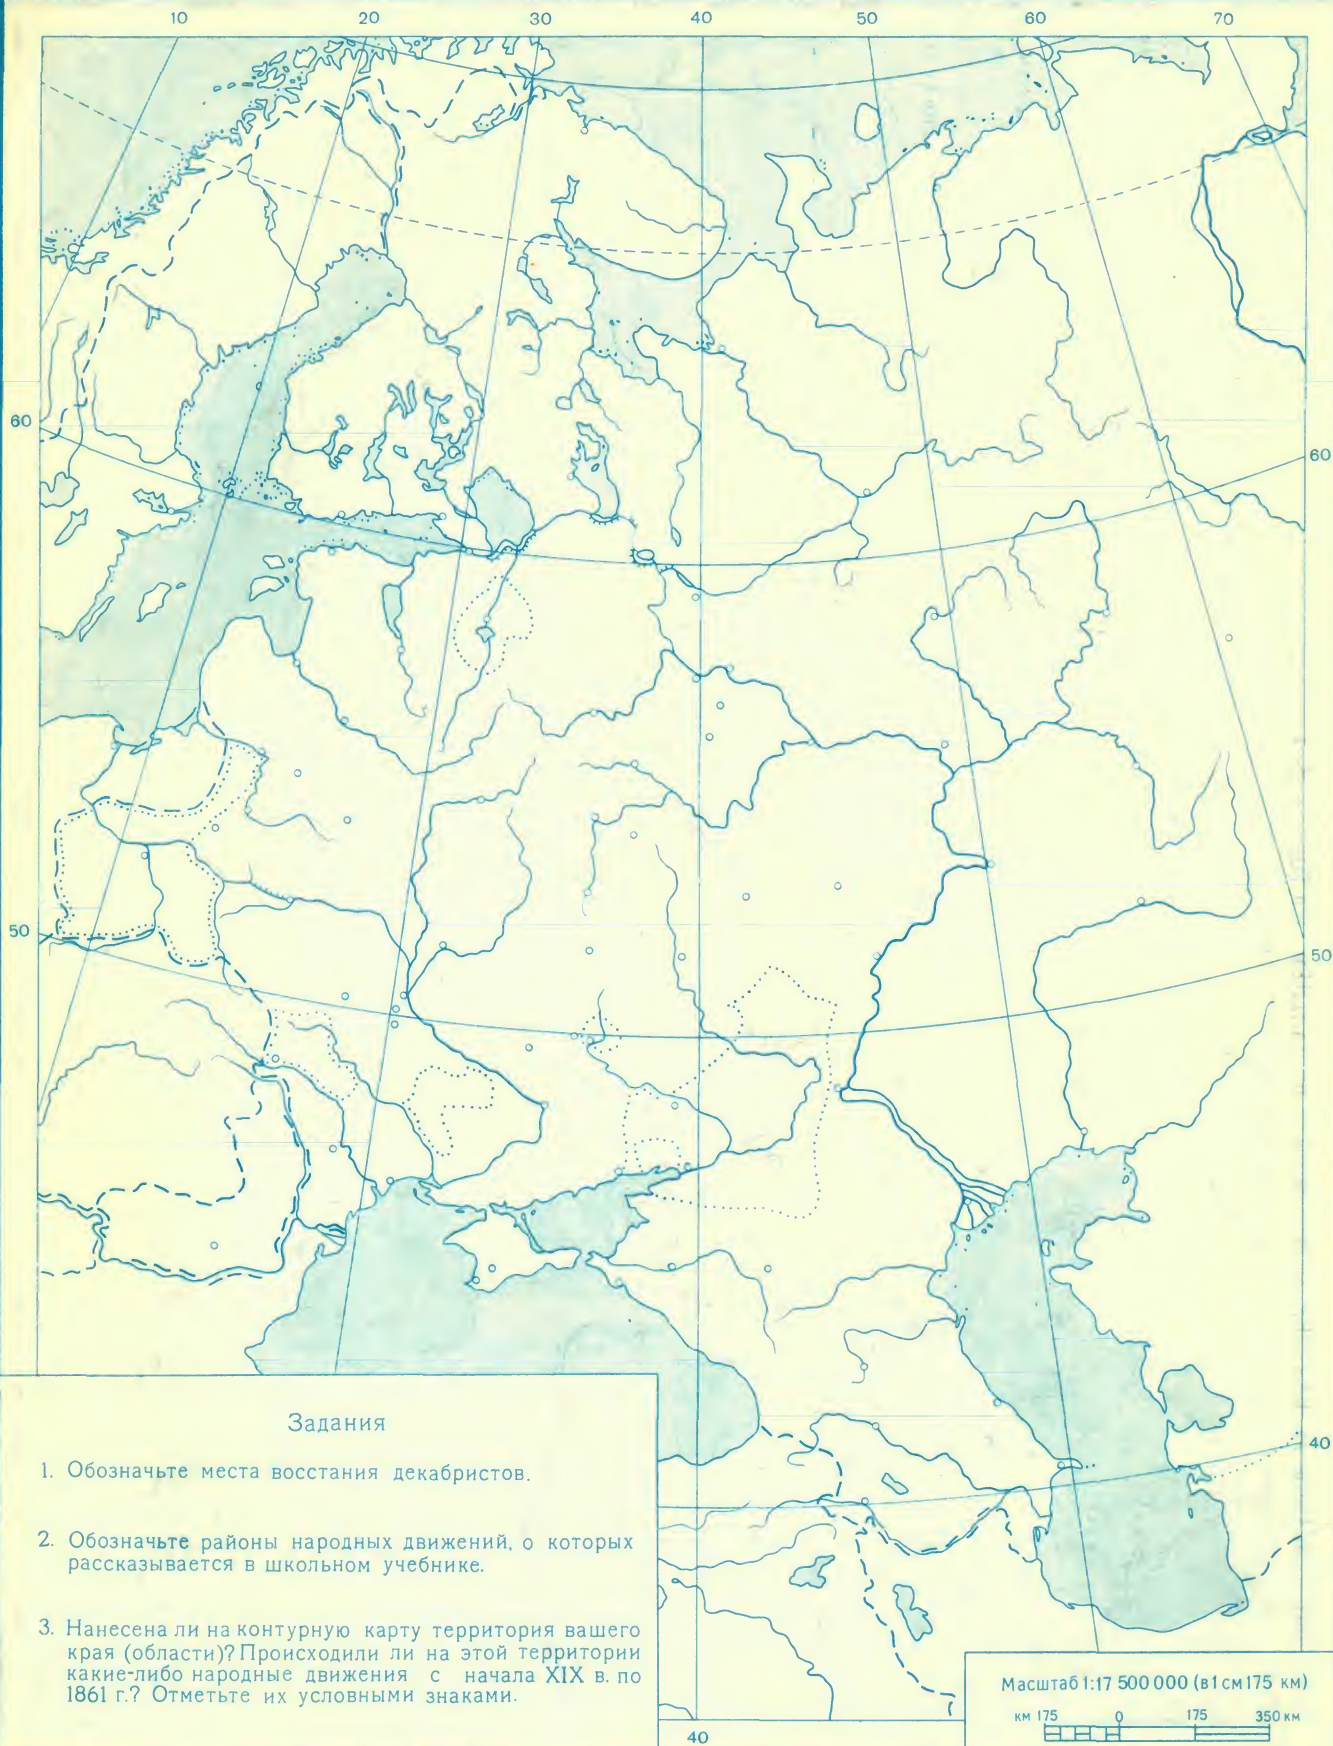 10 20 30 40 50 60 70
60
60
50
50
40
Задания
1. Обозначьте места восстания декабристов.
2. Обозначьте районы народных движений, о которых
рассказывается в школьном учебнике.
3. Нанесена ли на контурную карту территория вашего
края (области)? Происходили ли на этой территории
какие-либо народные движения с начала XIX в. по
1861 г.? Отметьте их условными знаками.
Масштаб 1:17 500 000 (в 1 см 175 км)
км 175 0 175 350 км
40